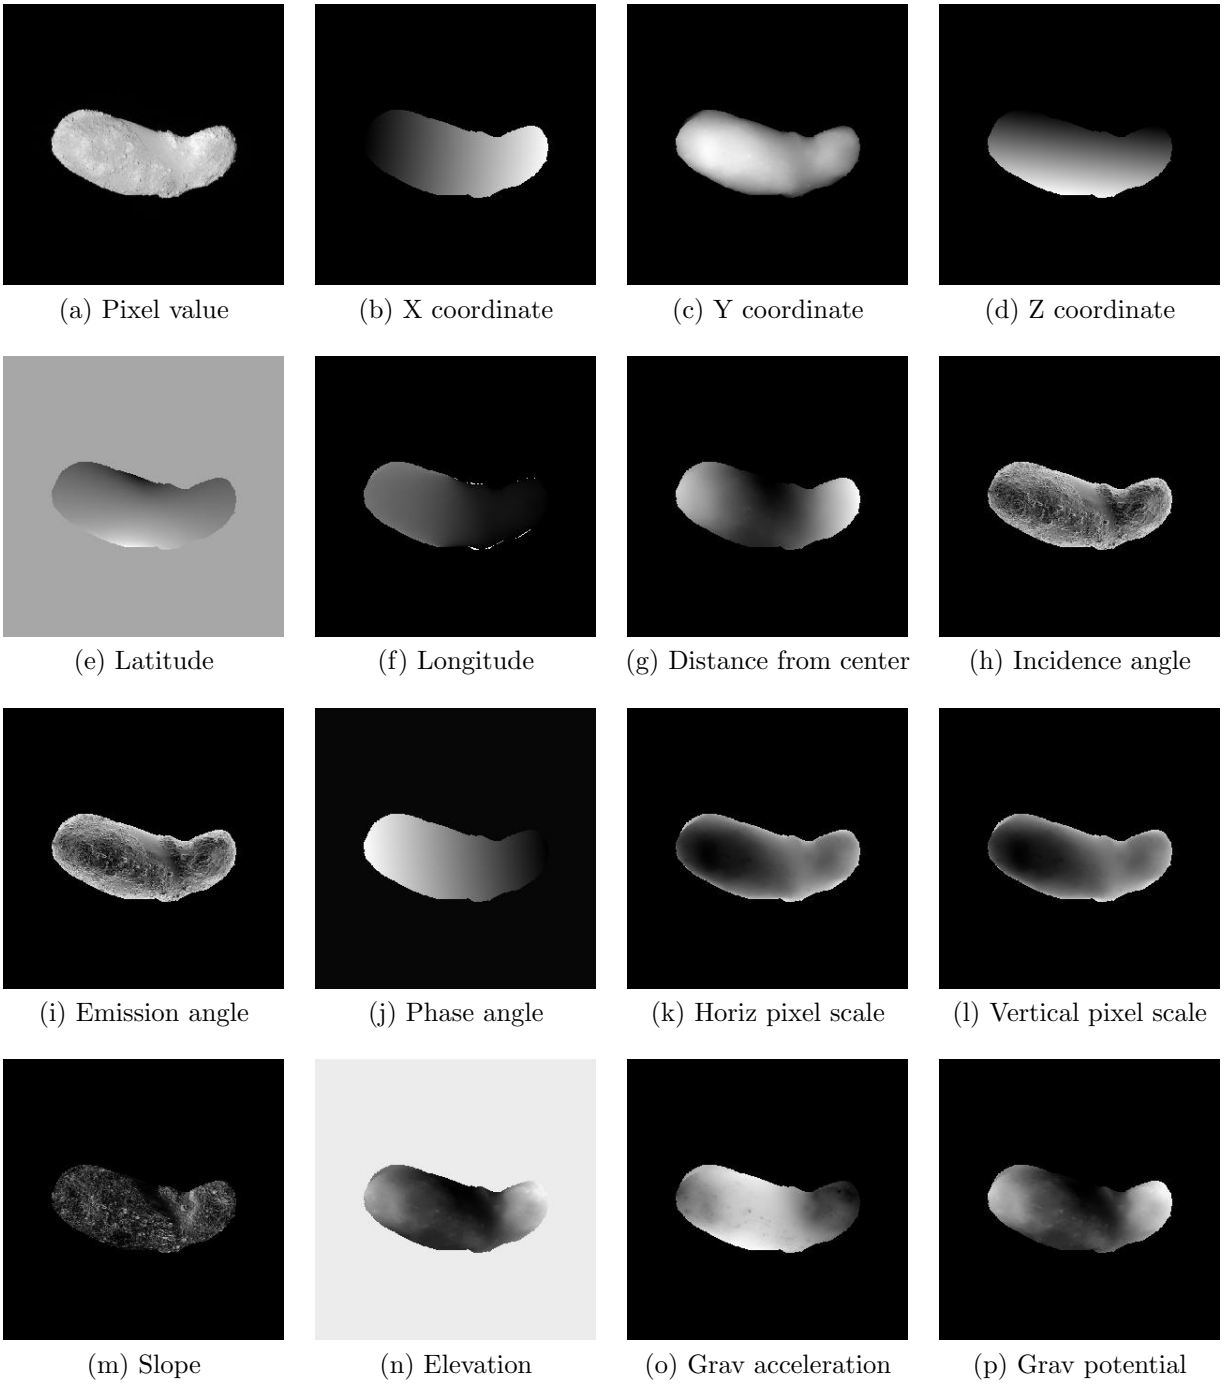 (a) Pixel value
(b) X coordinate
(c) Y coordinate
(d) Z coordinate
(e) Latitude
(f) Longitude
(g) Distance from center
(h) Incidence angle
(i) Emission angle
(j) Phase angle
(k) Horiz pixel scale
(l) Vertical pixel scale
(m) Slope
(n) Elevation
(o) Grav acceleration
(p) Grav potential